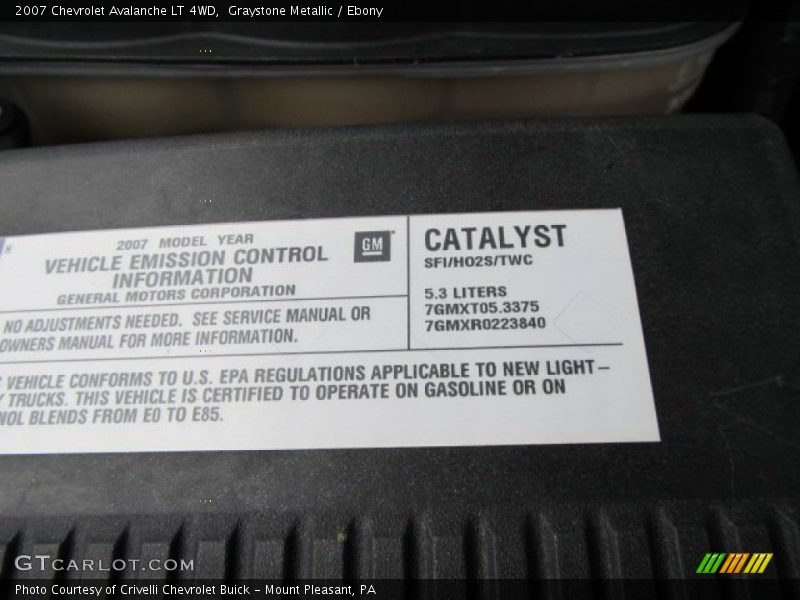 2007 Chevrolet Avalanche LT 4WD, Graystone Metallic / Ebony
2007 MODEL YEAR
VEHICLE EMISSION CONTROL
INFORMATION
GENERAL MOTORS CORPORATION
GM
CATALYST
SFI/HO2S/TWC
5.3 LITERS
7GMXT05.3375
7GMXR0223840
NO ADJUSTMENTS NEEDED. SEE SERVICE MANUAL OR
OWNERS MANUAL FOR MORE INFORMATION.
VEHICLE CONFORMS TO U.S. EPA REGULATIONS APPLICABLE TO NEW LIGHT-
TRUCKS. THIS VEHICLE IS CERTIFIED TO OPERATE ON GASOLINE OR ON
NOL BLENDS FROM E0 TO E85.
GTCARLOT.COM
Photo Courtesy of Crivelli Chevrolet Buick - Mount Pleasant, PA